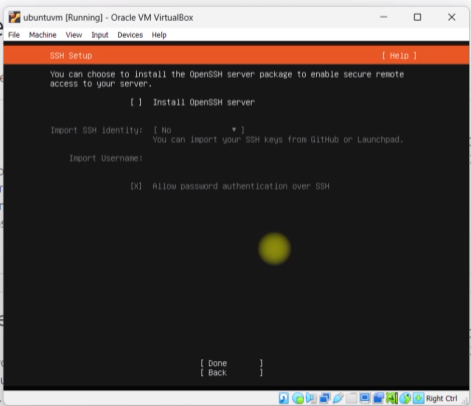 ubuntuvm [Running] - Oracle VM VirtualBox
File Machine View Input Devices Help
SSH Setup [ Help ]
You can choose to install the OpenSSH server package to enable secure remote
access to your server.
[ ] Install OpenSSH server
Import SSH identity: [ No ▾ ]
You can import your SSH keys from GitHub or Launchpad.
Import Username:
[X] Allow password authentication over SSH
[ Done ]
[ Back ]
Right Ctrl